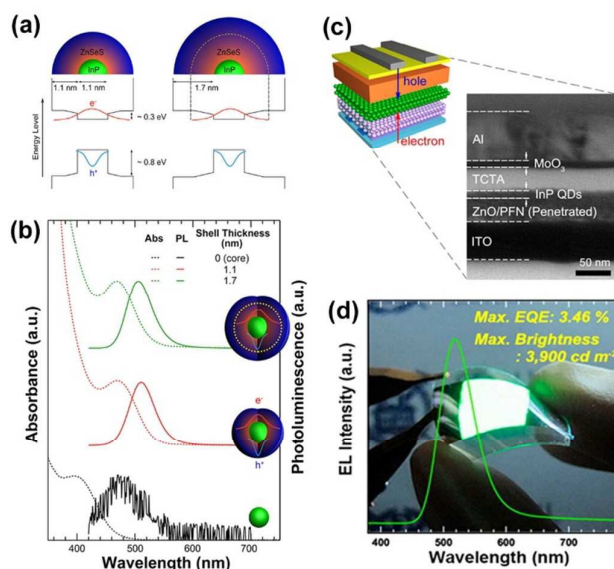 (a)
ZnSeS
InP
1.1 nm 1.1 nm
ZnSeS
InP
1.7 nm
Energy Level
e-
~ 0.3 eV
~ 0.8 eV
h+
(b)
Abs PL Shell Thickness
(nm)
0 (core)
1.1
1.7
e-
h+
Absorbance (a.u.)
Photoluminescence (a.u.)
400 500 600 700
Wavelength (nm)
(c)
hole
electron
Al
MoO3
TCTA
InP QDs
ZnO/PFN (Penetrated)
ITO
50 nm
(d)
Max. EQE: 3.46 %
Max. Brightness
: 3,900 cd m-
EL Intensity (a.u.)
400 500 600 700
Wavelength (nm)